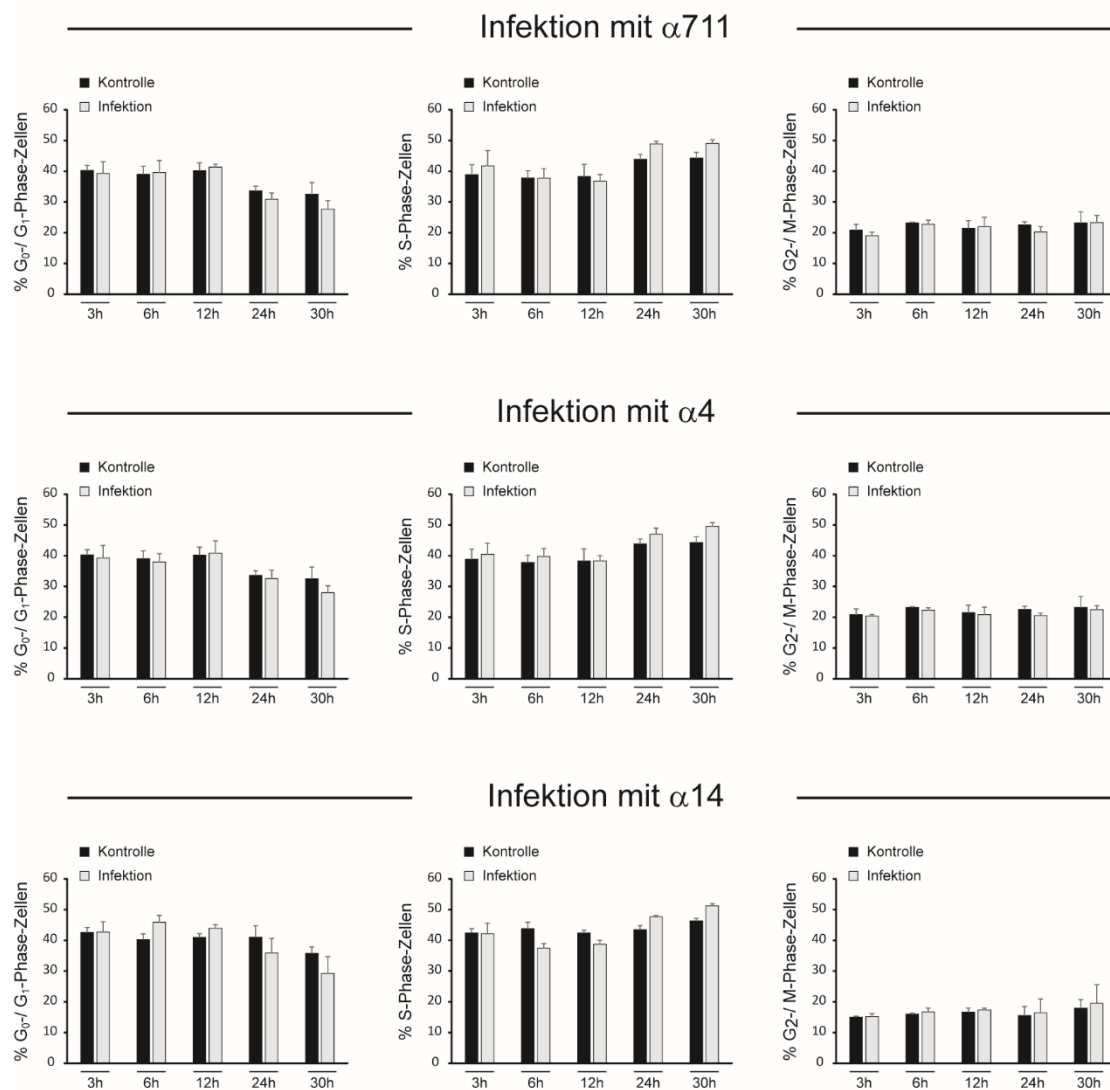 Infektion mit α711
Kontrolle
Infektion
% G₀-/ G₁-Phase-Zellen
60
50
40
30
20
10
0
3h 6h 12h 24h 30h
Kontrolle
Infektion
% S-Phase-Zellen
60
50
40
30
20
10
0
3h 6h 12h 24h 30h
Kontrolle
Infektion
% G2-/ M-Phase-Zellen
60
50
40
30
20
10
0
3h 6h 12h 24h 30h
Infektion mit α4
Kontrolle
Infektion
% G₀-/ G₁-Phase-Zellen
60
50
40
30
20
10
0
3h 6h 12h 24h 30h
Kontrolle
Infektion
% S-Phase-Zellen
60
50
40
30
20
10
0
3h 6h 12h 24h 30h
Kontrolle
Infektion
% G2-/ M-Phase-Zellen
60
50
40
30
20
10
0
3h 6h 12h 24h 30h
Infektion mit α14
Kontrolle
Infektion
% G₀-/ G₁-Phase-Zellen
60
50
40
30
20
10
0
3h 6h 12h 24h 30h
Kontrolle
Infektion
% S-Phase-Zellen
60
50
40
30
20
10
0
3h 6h 12h 24h 30h
Kontrolle
Infektion
% G2-/ M-Phase-Zellen
60
50
40
30
20
10
0
3h 6h 12h 24h 30h